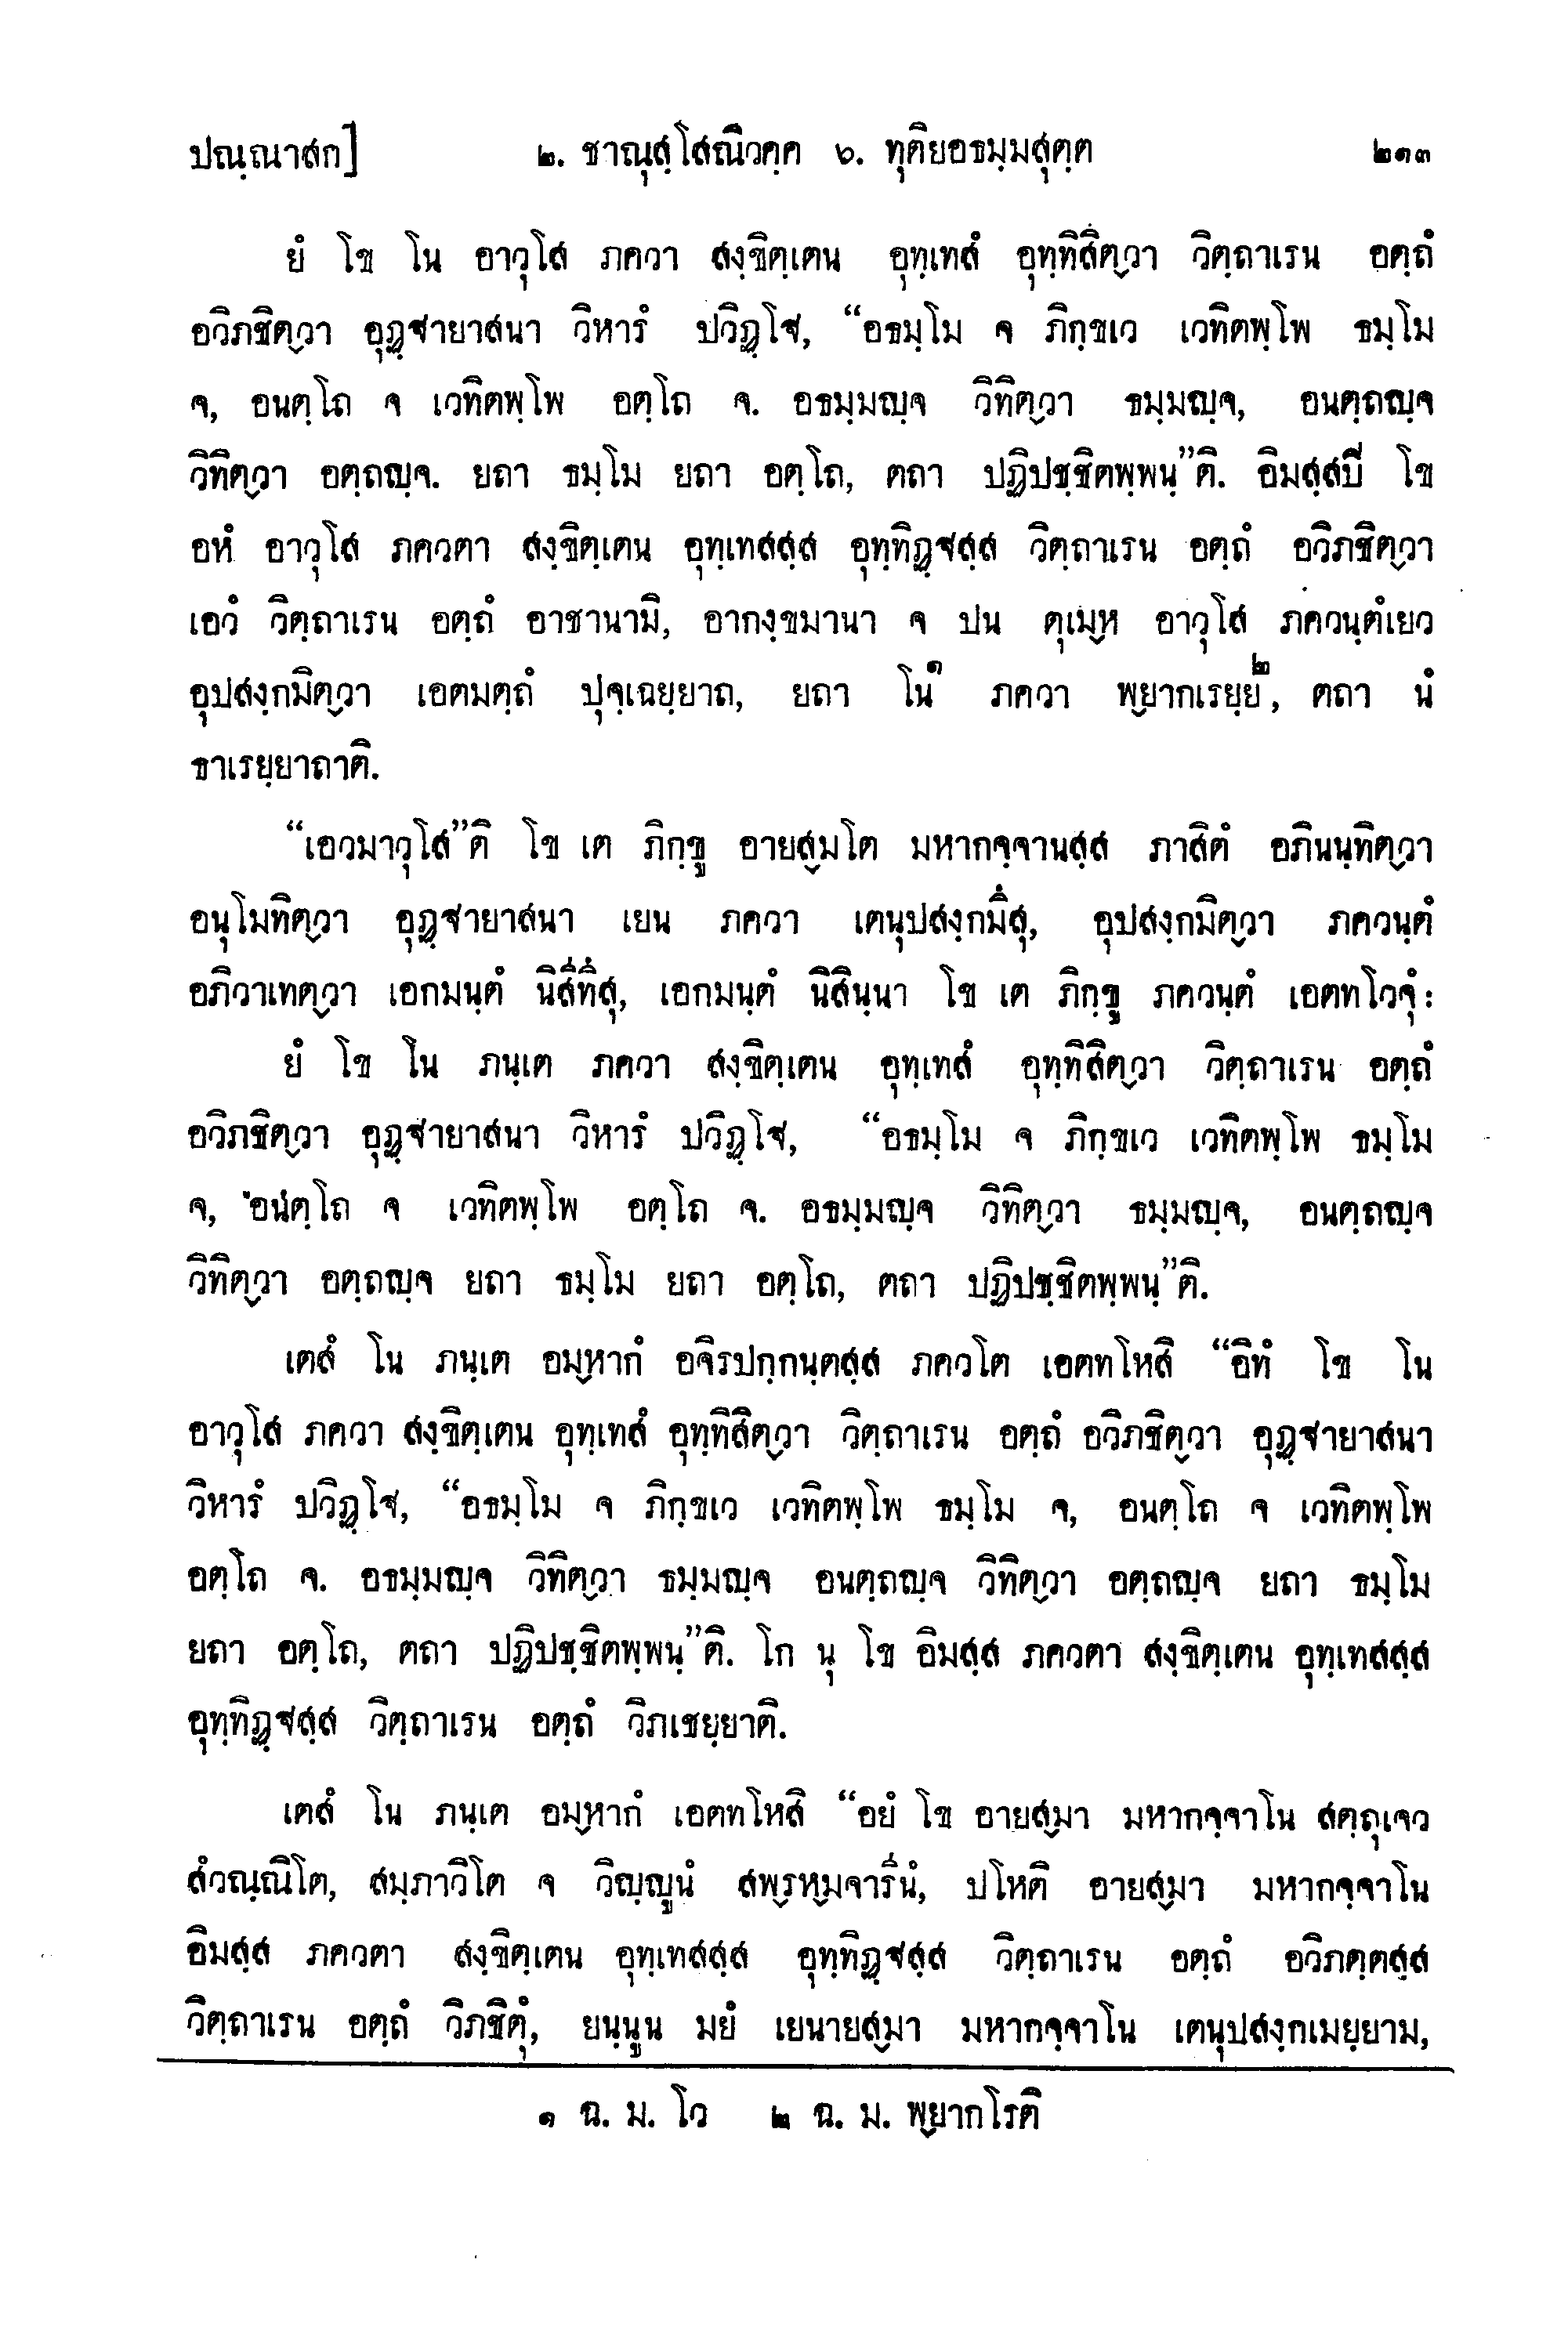 ปณฺณาสก] ๒. ชาณุสฺโสณิวคฺค ๖. ทุติยอธมฺมสุตฺต ๒๑๓
ยํ โข โน อาวุโส ภควา สงฺขิตฺเตน อุทฺเทสํ อุทฺทิสิตฺวา วิตฺถาเรน อตฺถํ
อวิภชิตฺวา อุฏฺฐายาสนา วิหารํ ปวิฏฺโฐ, “อธมฺโม จ ภิกฺขเว เวทิตพฺโพ ธมฺโม
จ, อนตฺโถ จ เวทิตพฺโพ อตฺโถ จ. อธมฺมญฺจ วิทิตฺวา ธมฺมญฺจ, อนตฺถญฺจ
วิทิตฺวา อตฺถญฺจ. ยถา ธมฺโม ยถา อตฺโถ, ตถา ปฏิปชฺชิตพฺพนฺ”ติ. อิมสฺสปิ โข
อหํ อาวุโส ภควตา สงฺขิตฺเตน อุทฺเทสสฺส อุทฺทิฏฺฐสฺส วิตฺถาเรน อตฺถํ อวิภชิตฺวา
เอวํ วิตฺถาเรน อตฺถํ อาชานามิ, อากงฺขมานา จ ปน ตุเมฺห อาวุโส ภควนฺตํเยว
อุปสงฺกมิตฺวา เอตมตฺถํ ปุจฺเฉยฺยาถ, ยถา โน๑ ภควา พฺยากเรยฺย๒, ตถา นํ
ธาเรยฺยาถาติ.
“เอวมาวุโส”ติ โข เต ภิกฺขู อายสฺมโต มหากจฺจานสฺส ภาสิตํ อภินนฺทิตฺวา
อนุโมทิตฺวา อุฏฺฐายาสนา เยน ภควา เตนุปสงฺกมึสุ, อุปสงฺกมิตฺวา ภควนฺตํ
อภิวาเทตฺวา เอกมนฺตํ นิสีทึสุ, เอกมนฺตํ นิสินฺนา โข เต ภิกฺขู ภควนฺตํ เอตทโวจุํ:
ยํ โข โน ภนฺเต ภควา สงฺขิตฺเตน อุทฺเทสํ อุทฺทิสิตฺวา วิตฺถาเรน อตฺถํ
อวิภชิตฺวา อุฏฺฐายาสนา วิหารํ ปวิฏฺโฐ, “อธมฺโม จ ภิกฺขเว เวทิตพฺโพ ธมฺโม
จ, อนตฺโถ จ เวทิตพฺโพ อตฺโถ จ. อธมฺมญฺจ วิทิตฺวา ธมฺมญฺจ, อนตฺถญฺจ
วิทิตฺวา อตฺถญฺจ ยถา ธมฺโม ยถา อตฺโถ, ตถา ปฏิปชฺชิตพฺพนฺ”ติ.
เตสํ โน ภนฺเต อมฺหากํ อจิรปกฺกนฺตสฺส ภควโต เอตทโหสิ “อิทํ โข โน
อาวุโส ภควา สงฺขิตฺเตน อุทฺเทสํ อุทฺทิสิตฺวา วิตฺถาเรน อตฺถํ อวิภชิตฺวา อุฏฺฐายาสนา
วิหารํ ปวิฏฺโฐ, “อธมฺโม จ ภิกฺขเว เวทิตพฺโพ ธมฺโม จ, อนตฺโถ จ เวทิตพฺโพ
อตฺโถ จ. อธมฺมญฺจ วิทิตฺวา ธมฺมญฺจ อนตฺถญฺจ วิทิตฺวา อตฺถญฺจ ยถา ธมฺโม
ยถา อตฺโถ, ตถา ปฏิปชฺชิตพฺพนฺ”ติ. โก นุ โข อิมสฺส ภควตา สงฺขิตฺเตน อุทฺเทสสฺส
อุทฺทิฏฺฐสฺส วิตฺถาเรน อตฺถํ วิภเชยฺยาติ.
เตสํ โน ภนฺเต อมฺหากํ เอตทโหสิ “อยํ โข อายสฺมา มหากจฺจาโน สตฺถุเจว
สํวณฺณิโต, สมฺภาวิโต จ วิญฺญูนํ สพฺรหฺมจารีนํ, ปโหติ อายสฺมา มหากจฺจาโน
อิมสฺส ภควตา สงฺขิตฺเตน อุทฺเทสสฺส อุทฺทิฏฺฐสฺส วิตฺถาเรน อตฺถํ อวิภตฺตสฺส
วิตฺถาเรน อตฺถํ วิภชิตุํ, ยนฺนูน มยํ เยนายสฺมา มหากจฺจาโน เตนุปสงฺกเมยฺยาม,
๑ ฉ. ม. โว ๒ ฉ. ม. พฺยากโรติ